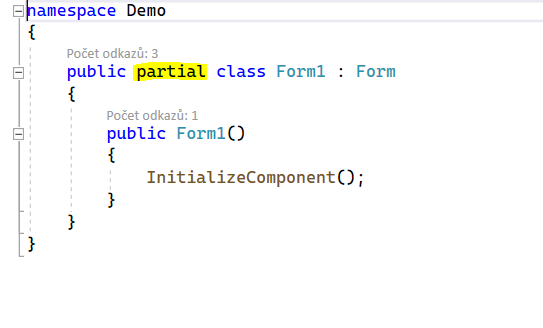 namespace Demo
{
Počet odkazů: 3
public partial class Form1 : Form
{
Počet odkazů: 1
public Form1()
{
InitializeComponent();
}
}
}